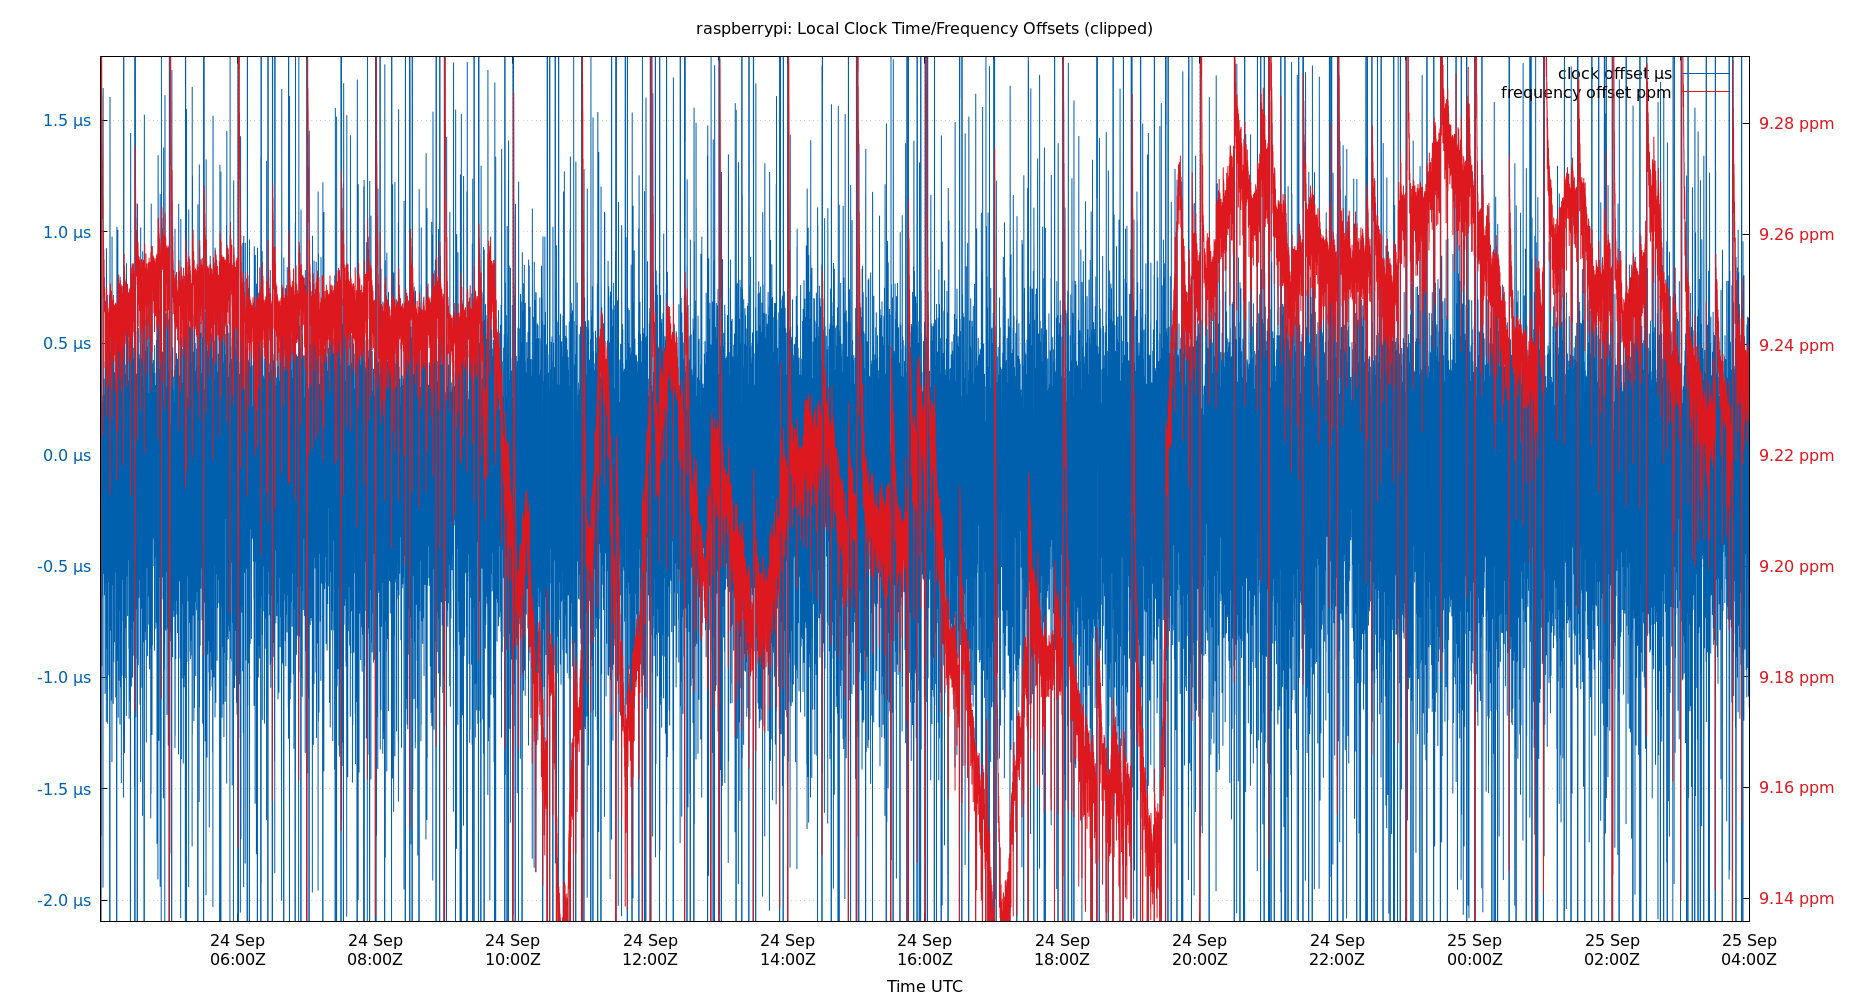 raspberrypi: Local Clock Time/Frequency Offsets (clipped)
clock offset µs
frequency offset ppm
1.5 µs
1.0 µs
0.5 µs
0.0 µs
-0.5 µs
-1.0 µs
-1.5 µs
-2.0 µs
9.28 ppm
9.26 ppm
9.24 ppm
9.22 ppm
9.20 ppm
9.18 ppm
9.16 ppm
9.14 ppm
24 Sep 24 Sep 24 Sep 24 Sep 24 Sep 24 Sep 24 Sep 24 Sep 24 Sep 25 Sep 25 Sep 25 Sep
06:00Z 08:00Z 10:00Z 12:00Z 14:00Z 16:00Z 18:00Z 20:00Z 22:00Z 00:00Z 02:00Z 04:00Z
Time UTC